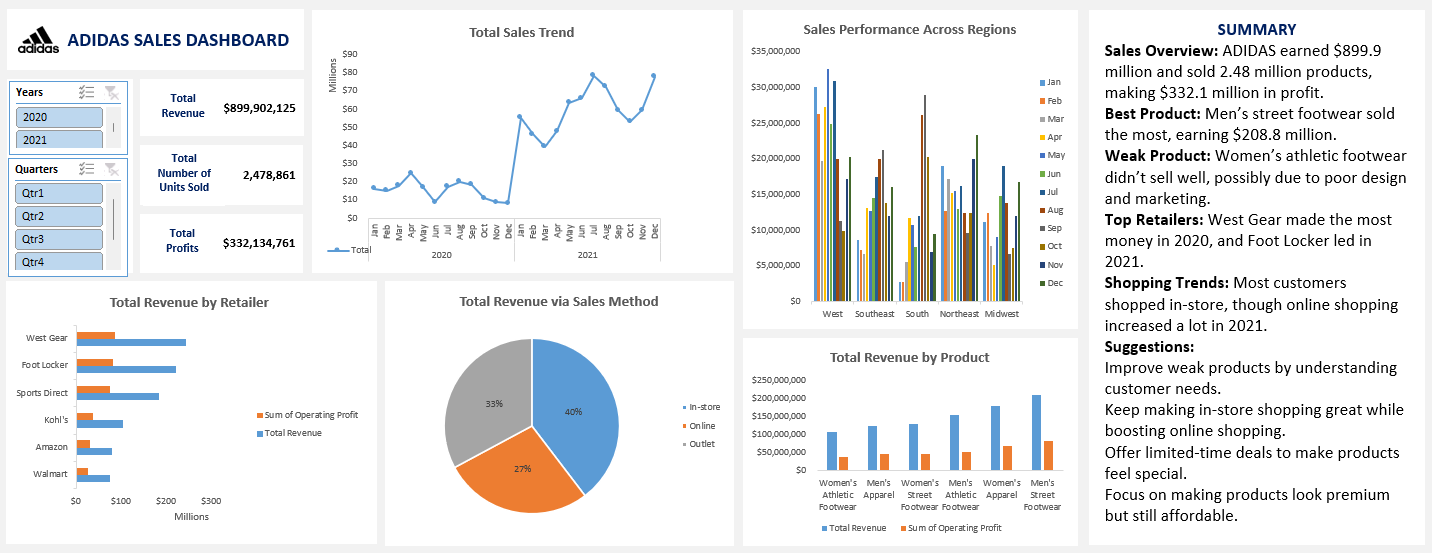 adidas
ADIDAS SALES DASHBOARD
Years
2020
2021
Quarters
Qtr1
Qtr2
Qtr3
Qtr4
Total
Revenue
$899,902,125
Total
Number of
Units Sold
2,478,861
Total
Profits
$332,134,761
Total Sales Trend
Millions
$90
$80
$70
$60
$50
$40
$30
$20
$10
$0
Jan Feb Mar Apr May Jun Jul Aug Sep Oct Nov Dec Jan Feb Mar Apr May Jun Jul Aug Sep Oct Nov Dec
2020 2021
Total
Total Revenue by Retailer
West Gear
Foot Locker
Sports Direct
Kohl's
Amazon
Walmart
$0 $100 $200 $300
Millions
Sum of Operating Profit
Total Revenue
Total Revenue via Sales Method
33%
40%
27%
In-store
Online
Outlet
Sales Performance Across Regions
$35,000,000
$30,000,000
$25,000,000
$20,000,000
$15,000,000
$10,000,000
$5,000,000
$0
West Southeast South Northeast Midwest
Jan
Feb
Mar
Apr
May
Jun
Jul
Aug
Sep
Oct
Nov
Dec
Total Revenue by Product
$250,000,000
$200,000,000
$150,000,000
$100,000,000
$50,000,000
$0
Women's Men's Women's Men's Women's Men's
Athletic Apparel Street Athletic Apparel Street
Footwear Footwear Footwear Footwear
Total Revenue Sum of Operating Profit
SUMMARY
Sales Overview: ADIDAS earned $899.9
million and sold 2.48 million products,
making $332.1 million in profit.
Best Product: Men’s street footwear sold
the most, earning $208.8 million.
Weak Product: Women’s athletic footwear
didn’t sell well, possibly due to poor design
and marketing.
Top Retailers: West Gear made the most
money in 2020, and Foot Locker led in
2021.
Shopping Trends: Most customers
shopped in-store, though online shopping
increased a lot in 2021.
Suggestions:
Improve weak products by understanding
customer needs.
Keep making in-store shopping great while
boosting online shopping.
Offer limited-time deals to make products
feel special.
Focus on making products look premium
but still affordable.